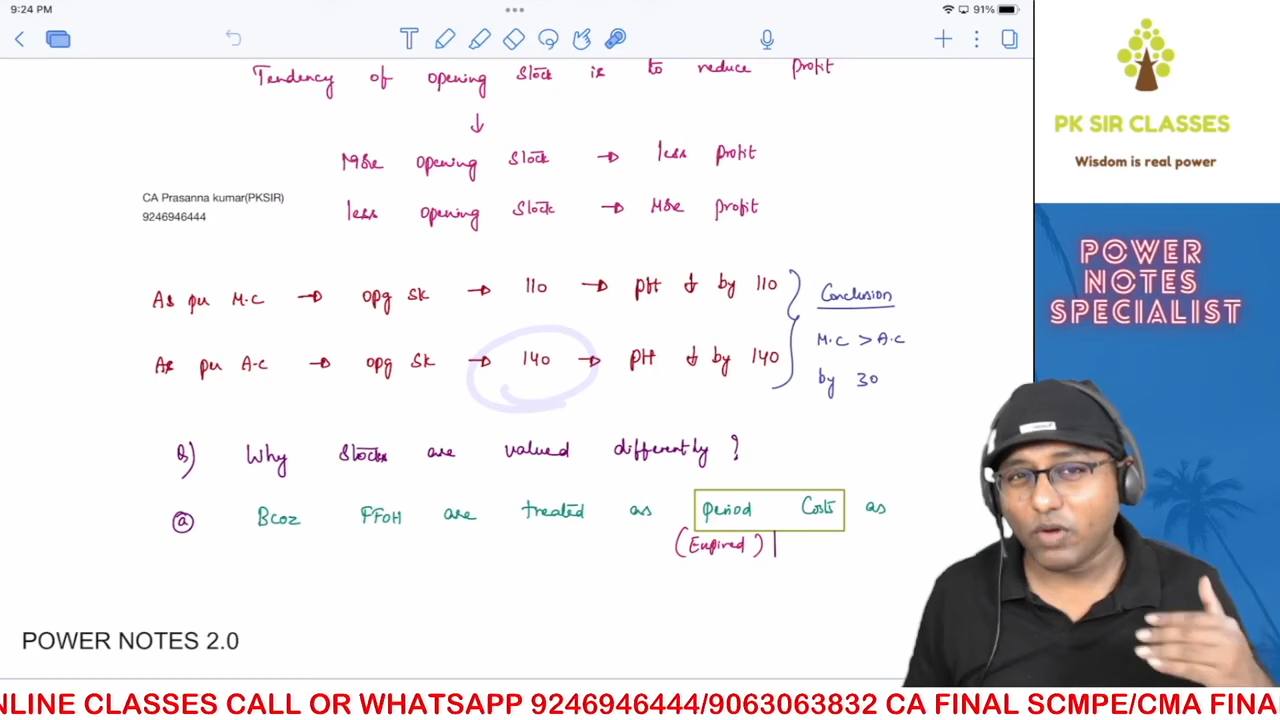 9:24 PM
91%
Tendency of opening Stock is to reduce Profit
↓
More opening Stock → less Profit
CA Prasanna kumar(PKSIR)
9246946444
less opening Stock → More Profit
As per M.C → opg Sk → 110 → pft ↓ by 110
As per A.C → opg Sk → 140 → pft ↓ by 140
Conclusion
M.C > A.C
by 30
Q) Why Stocks are valued differently ?
a Bcoz FFOH are treated as Period Costs as
(Expired)
POWER NOTES 2.0
PK SIR CLASSES
Wisdom is real power
POWER
NOTES
SPECIALIST
NLINE CLASSES CALL OR WHATSAPP 9246946444/9063063832 CA FINAL SCMPE/CMA FINA